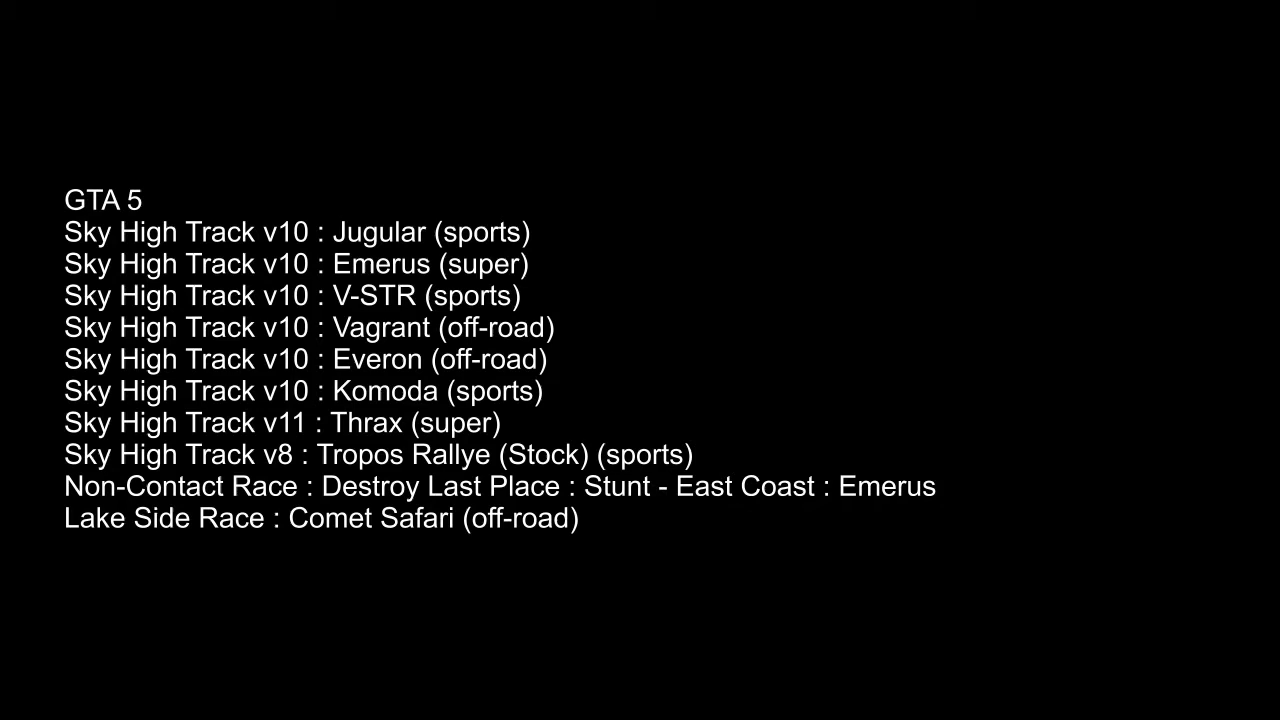 GTA 5
Sky High Track v10 : Jugular (sports)
Sky High Track v10 : Emerus (super)
Sky High Track v10 : V-STR (sports)
Sky High Track v10 : Vagrant (off-road)
Sky High Track v10 : Everon (off-road)
Sky High Track v10 : Komoda (sports)
Sky High Track v11 : Thrax (super)
Sky High Track v8 : Tropos Rallye (Stock) (sports)
Non-Contact Race : Destroy Last Place : Stunt - East Coast : Emerus
Lake Side Race : Comet Safari (off-road)